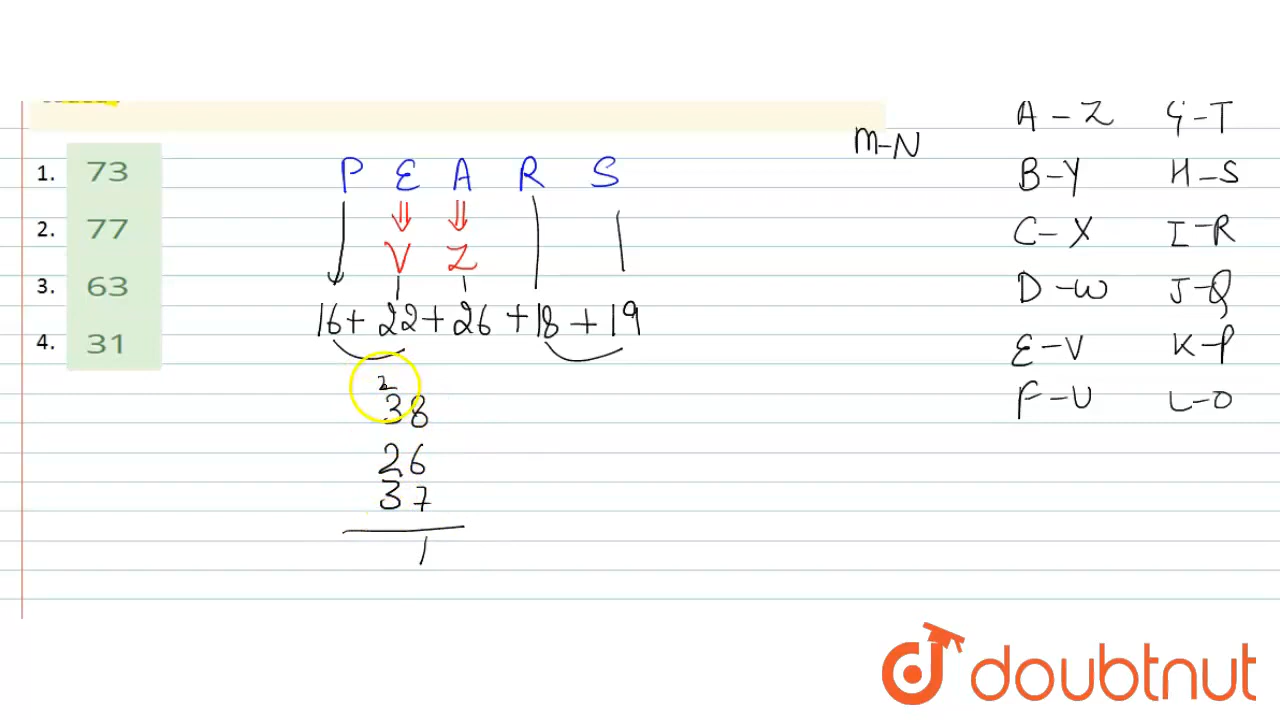 1. 73
2. 77
3. 63
4. 31
P E A R S
V Z
16+ 22+ 26 + 18 + 19
2
38
26
37
1
M-N
A - Z G-T
B-Y H-S
C- X I-R
D-W J-Q
E-V K-P
F-U L-O
doubtnut